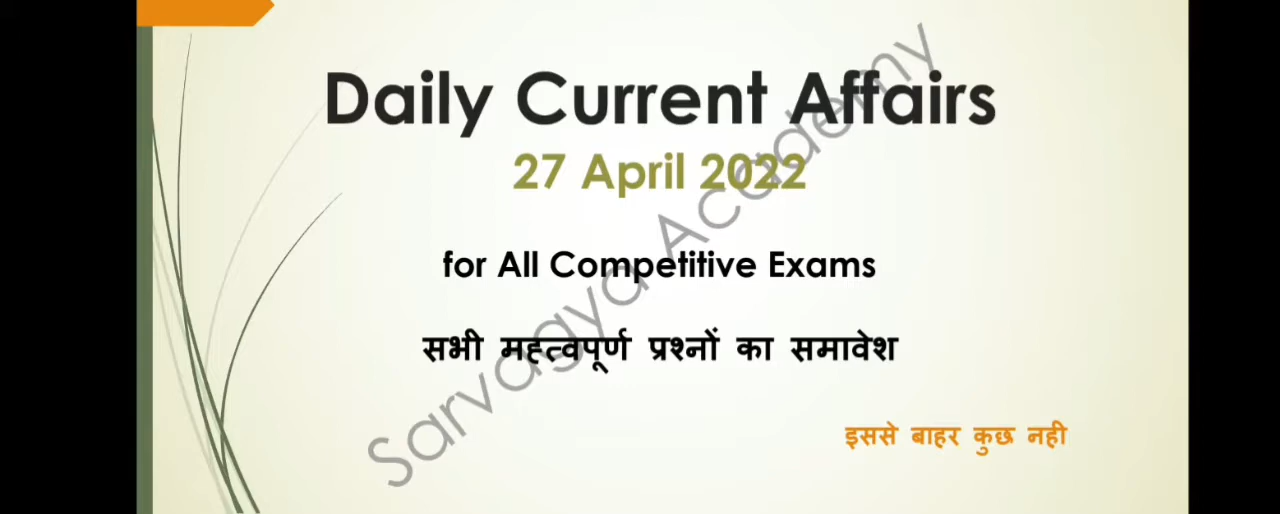 Daily Current Affairs
27 April 2022
for All Competitive Exams
सभी महत्वपूर्ण प्रश्नों का समावेश
इससे बाहर कुछ नही
Sarvagya Academy